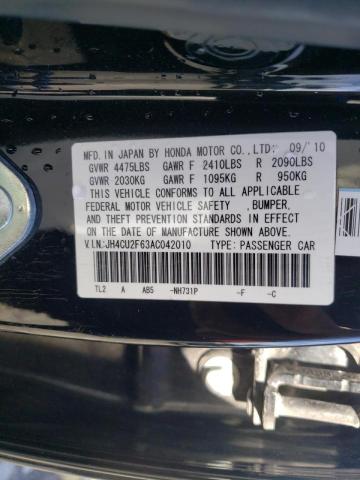 MFD. IN JAPAN BY HONDA MOTOR CO., LTD: 09/'10
GVWR 4475LBS GAWR F 2410LBS R 2090LBS
GVWR 2030KG GAWR F 1095KG R 950KG
THIS VEHICLE CONFORMS TO ALL APPLICABLE
FEDERAL MOTOR VEHICLE SAFETY, BUMPER,
AND THEFT PREVENTION STANDARDS IN EFFECT
ON THE DATE OF MANUFACTURE SHOWN ABOVE.
V.I.N:JH4CU2F63AC042010 TYPE: PASSENGER CAR
TL2 A AB5 -NH731P -F -C